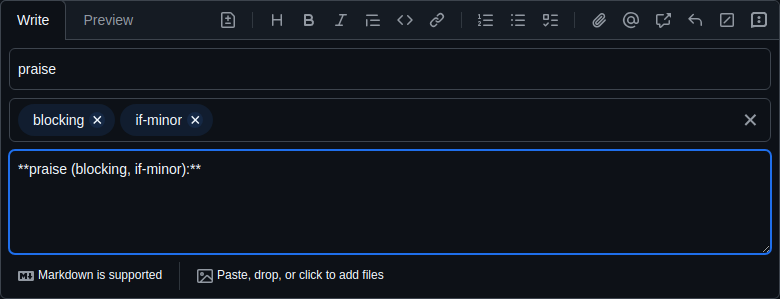 Write Preview
praise
blocking if-minor
**praise (blocking, if-minor):**
Markdown is supported Paste, drop, or click to add files